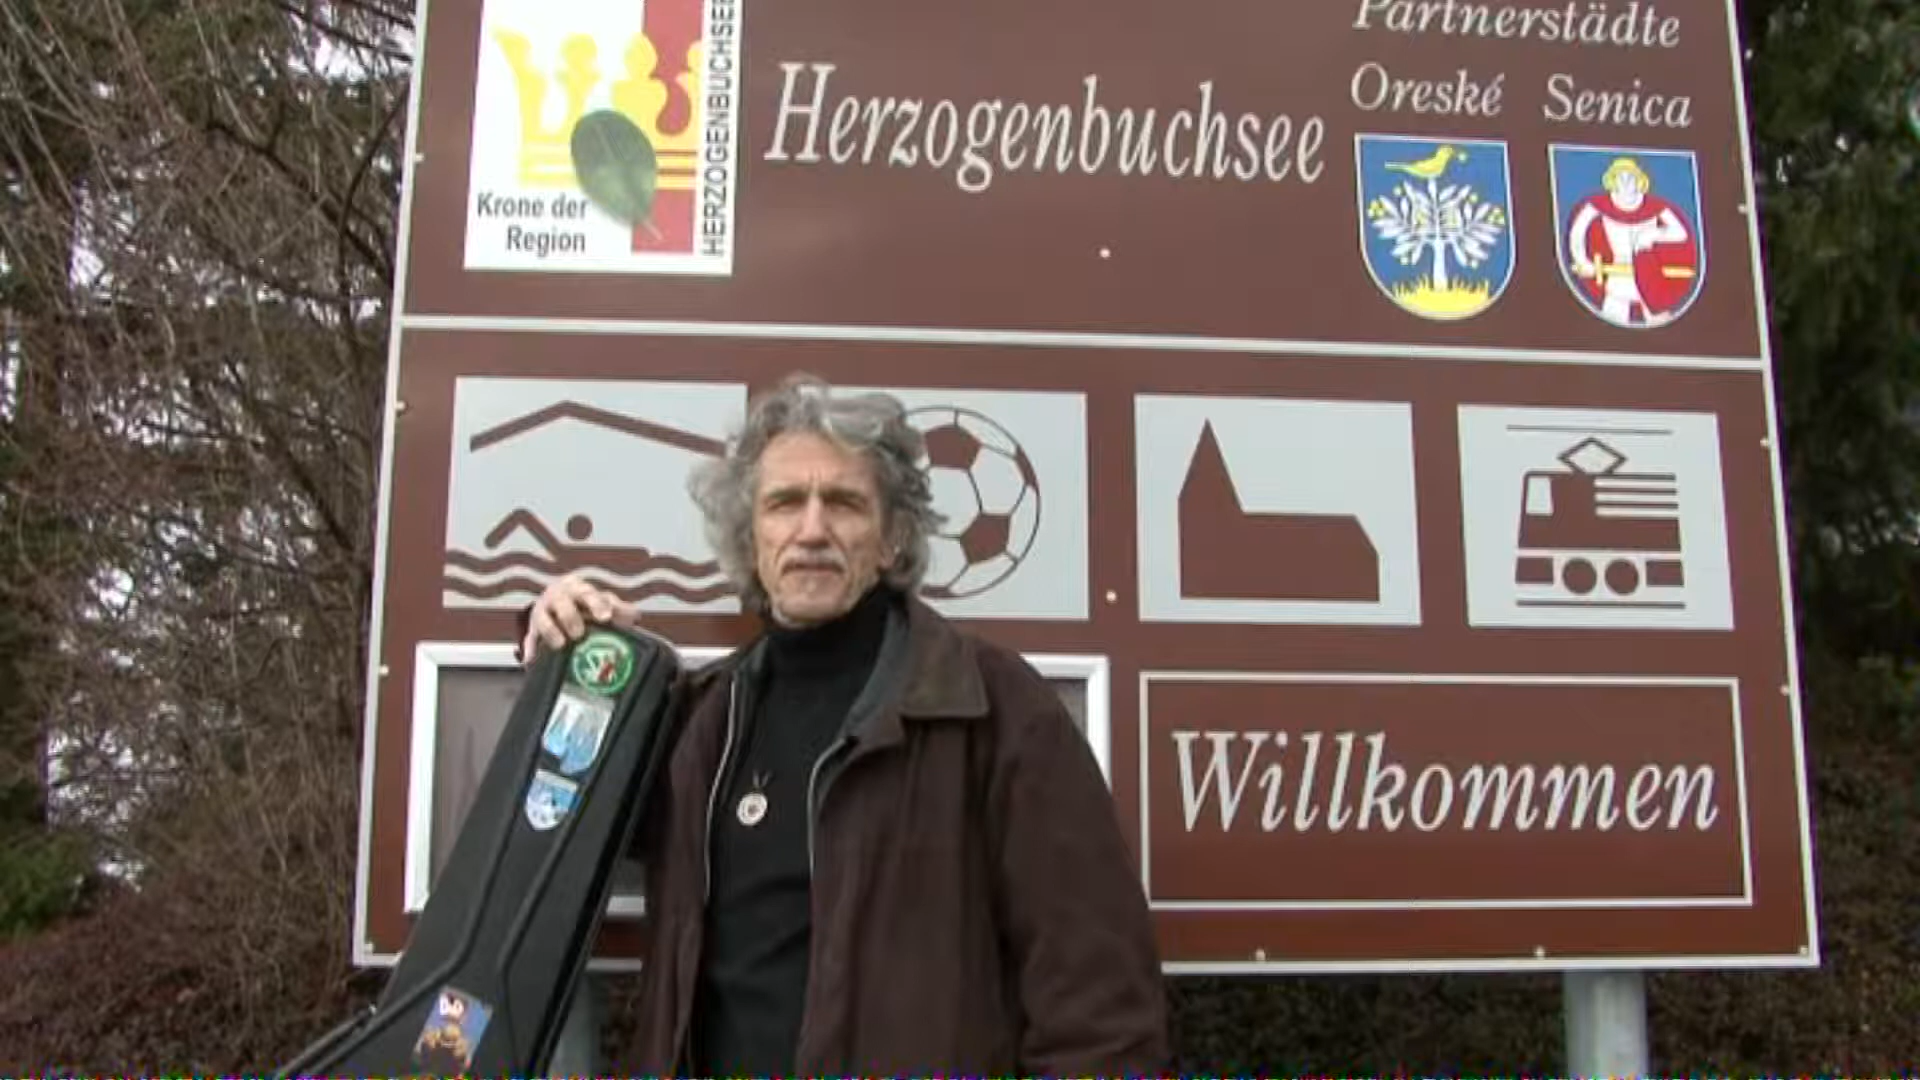 Krone der
Region
HERZOGENBUCHSEE
Herzogenbuchsee
Partnerstädte
Oreské Senica
Willkommen